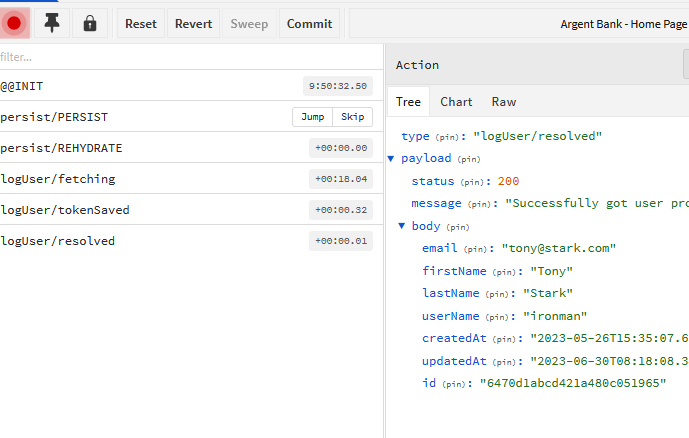 Reset Revert Sweep Commit Argent Bank - Home Page
filter...
@@INIT 9:50:32.50
persist/PERSIST Jump Skip
persist/REHYDRATE +00:00.00
logUser/fetching +00:18.04
logUser/tokenSaved +00:00.32
logUser/resolved +00:00.01
Action
Tree Chart Raw
type (pin): "logUser/resolved"
payload (pin)
status (pin): 200
message (pin): "Successfully got user pro
body (pin)
email (pin): "tony@stark.com"
firstName (pin): "Tony"
lastName (pin): "Stark"
userName (pin): "ironman"
createdAt (pin): "2023-05-26T15:35:07.6
updatedAt (pin): "2023-06-30T08:18:08.3
id (pin): "6470d1abcd421a480c051965"